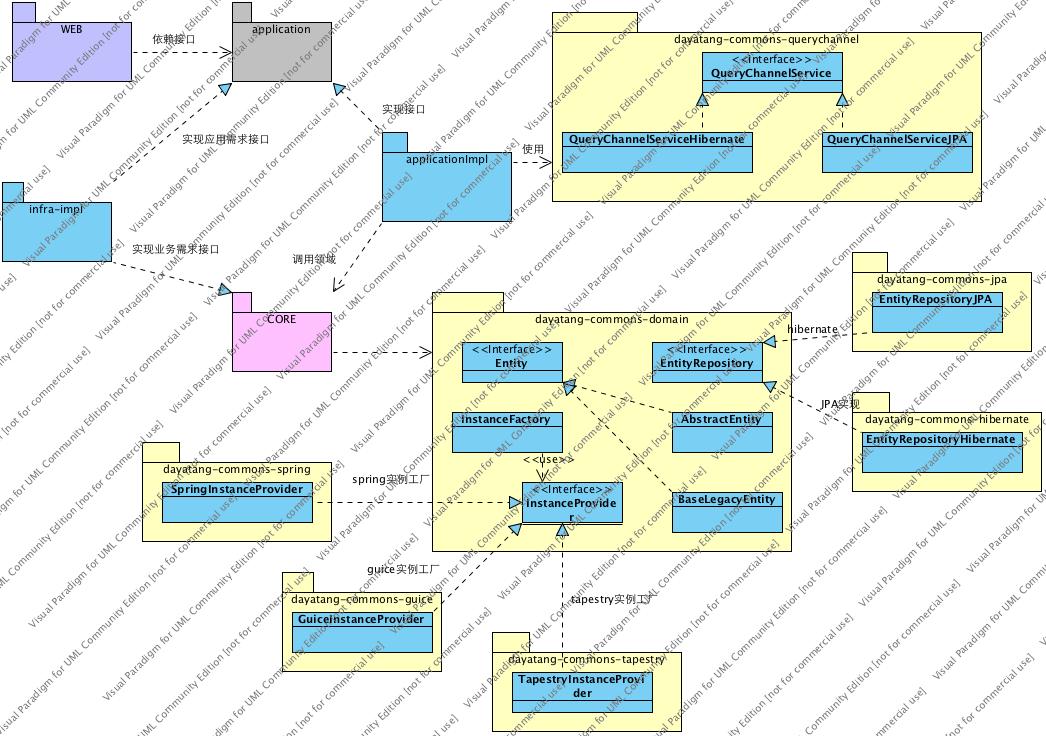 WEB
依赖接口
application
实现应用需求接口
实现接口
applicationImpl
使用
infra-impl
实现业务需求接口
调用领域
CORE
dayatang-commons-querychannel
<<Interface>>
QueryChannelService
QueryChannelServiceHibernate
QueryChannelServiceJPA
dayatang-commons-jpa
EntityRepositoryJPA
hibernate
dayatang-commons-domain
<<Interface>>
Entity
<<Interface>>
EntityRepository
JPA实现
dayatang-commons-hibernate
EntityRepositoryHibernate
InstanceFactory
AbstractEntity
<<use>>
dayatang-commons-spring
SpringInstanceProvider
spring实例工厂
<<Interface>>
InstanceProvide
r
BaseLegacyEntity
guice实例工厂
dayatang-commons-guice
GuiceInstanceProvider
tapestry实例工厂
dayatang-commons-tapestry
TapestryInstanceProvi
der
Visual Paradigm for UML Community Edition [not for commercial use]